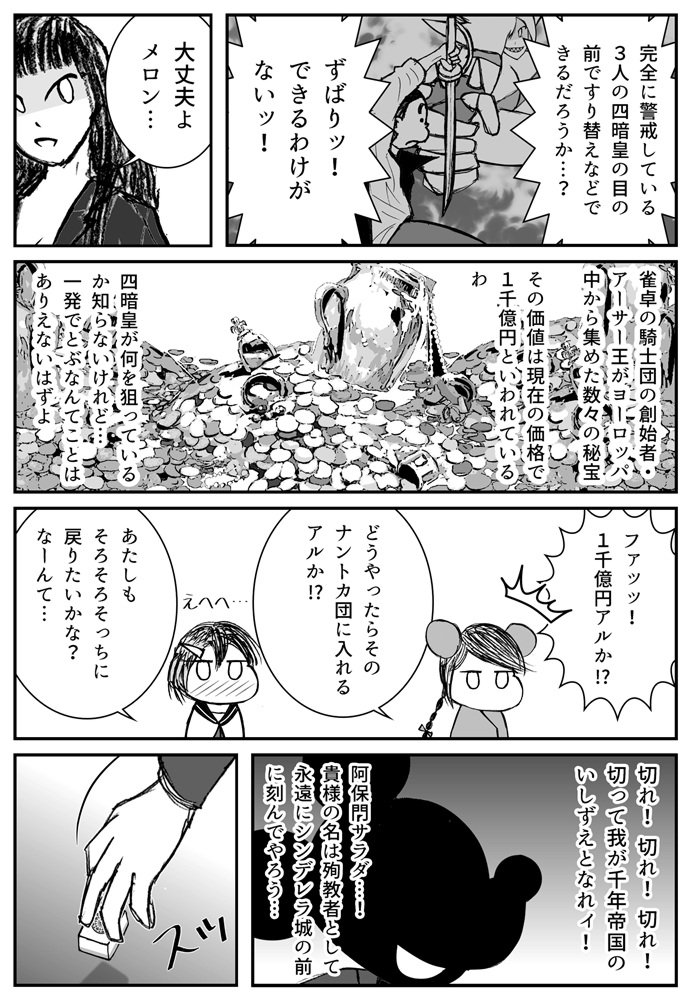 完全に警戒している
3人の四暗皇の目の
前ですり替えなどで
きるだろうか…?
ずばりッ!
できるわけが
ないッ!
大丈夫よ
メロン…
雀卓の騎士団の創始者・
アーサー王がヨーロッパ
中から集めた数々の秘宝
その価値は現在の価格で
1千億円といわれている
わ
四暗皇が何を狙っている
か知らないけれど…
一発でとぶなんてことは
ありえないはずよ
ファッッ!
1千億円アルか!?
どうやったらその
ナントカ団に入れる
アルか!?
えへへ…
あたしも
そろそろそっちに
戻りたいかな?
なーんて…
切れ! 切れ! 切れ!
切って我が千年帝国の
いしずえとなれィ!
阿保門サラダ…!
貴様の名は殉教者として
永遠にシンデレラ城の前
に刻んでやろう…
スッ